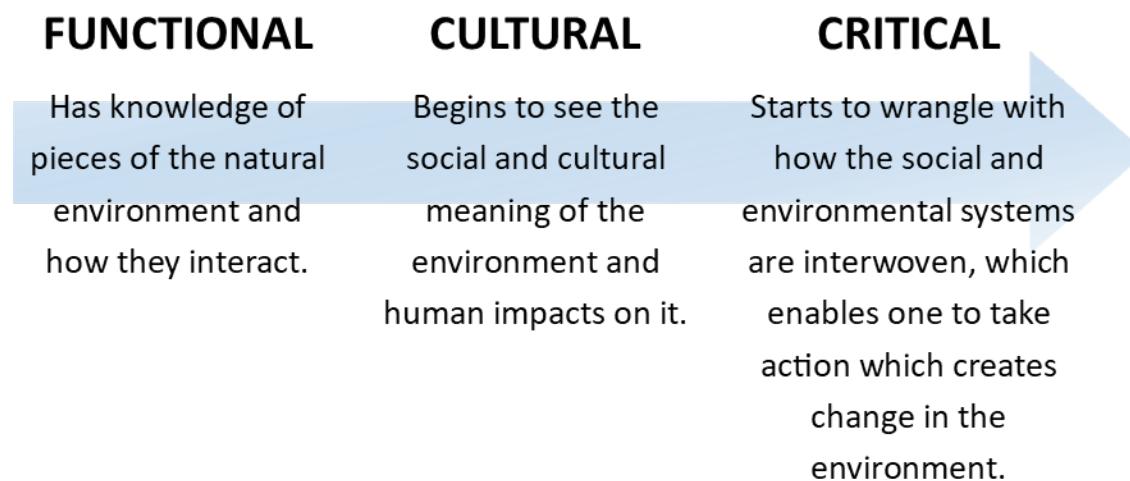 FUNCTIONAL
Has knowledge of
pieces of the natural
environment and
how they interact.
CULTURAL
Begins to see the
social and cultural
meaning of the
environment and
human impacts on it.
CRITICAL
Starts to wrangle with
how the social and
environmental systems
are interwoven, which
enables one to take
action which creates
change in the
environment.